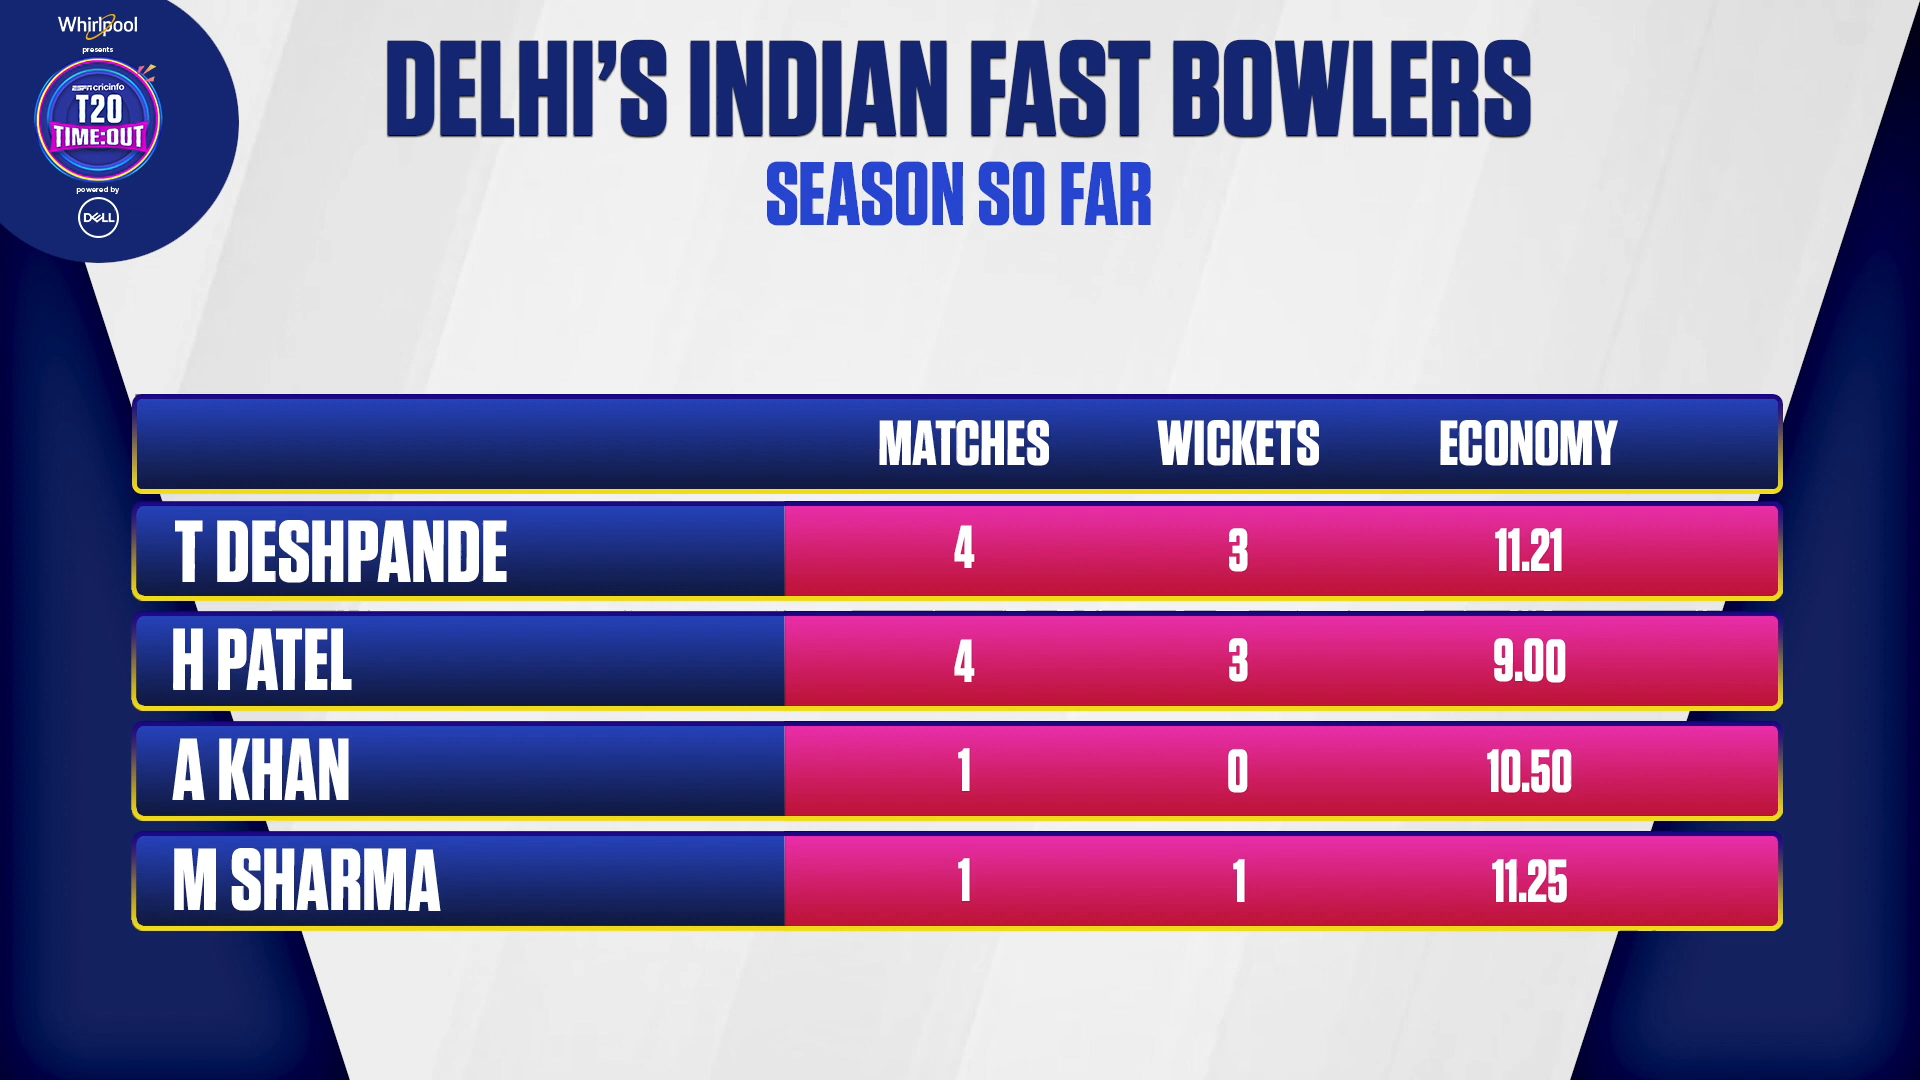 Whirlpool
presents
ESPN cricinfo
T20
TIME:OUT
powered by
DELL
DELHI'S INDIAN FAST BOWLERS
SEASON SO FAR
MATCHES WICKETS ECONOMY
T DESHPANDE 4 3 11.21
H PATEL 4 3 9.00
A KHAN 1 0 10.50
M SHARMA 1 1 11.25